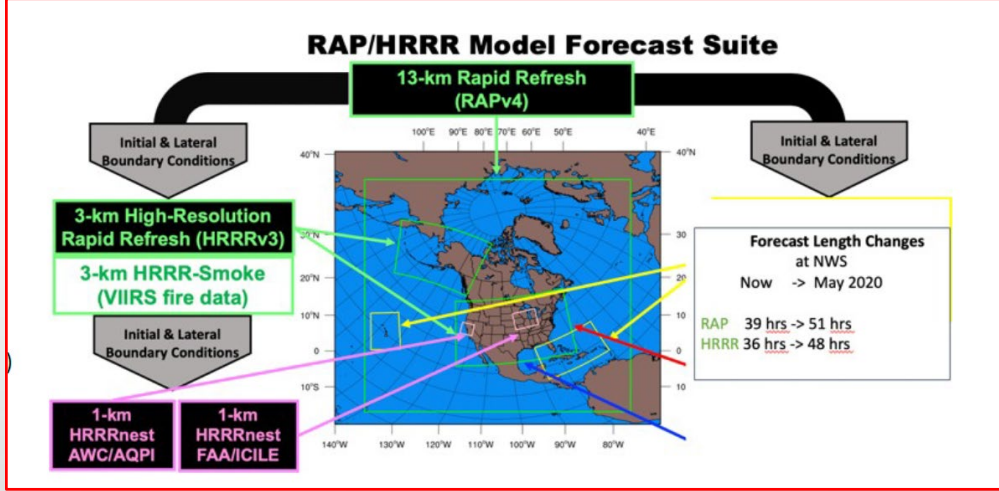 RAP/HRRR Model Forecast Suite
13-km Rapid Refresh
(RAPv4)
Initial & Lateral
Boundary Conditions
Initial & Lateral
Boundary Conditions
100°E 90°E 80°E 70°E 60°E 50°E 40°E
40°N
40°N
3-km High-Resolution
Rapid Refresh (HRRRv3)
3-km HRRR-Smoke
(VIIRS fire data)
Initial & Lateral
Boundary Conditions
30
20°N
10°N
10
0
0
10°S
10
140°W 130°W 120°W 110°W 100°W 90°W 80°W
Forecast Length Changes
at NWS
Now -> May 2020
RAP 39 hrs -> 51 hrs
HRRR 36 hrs -> 48 hrs
1-km
HRRRnest
AWC/AQPI
1-km
HRRRnest
FAA/ICILE
)